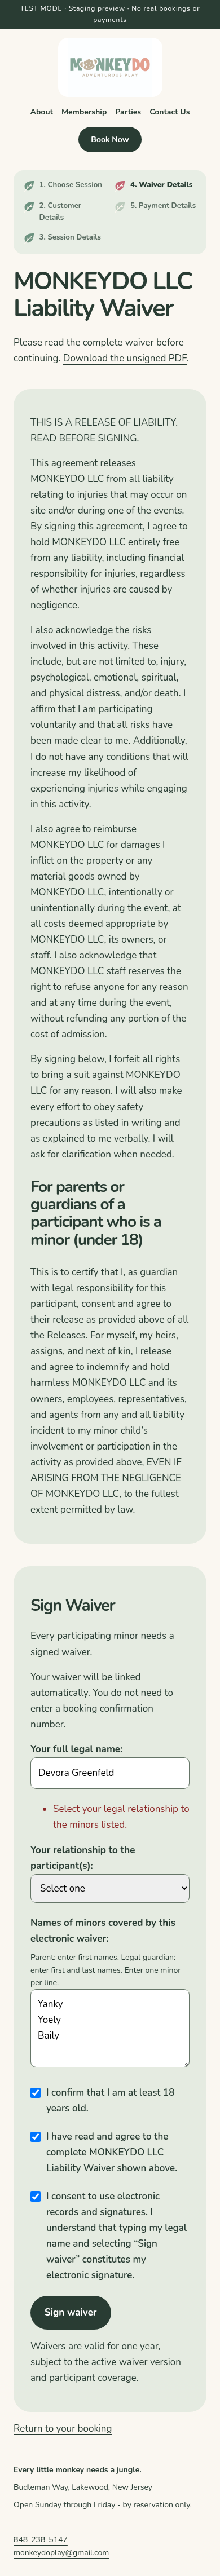 TEST MODE · Staging preview · No real bookings or
payments
MONKEYDO
ADVENTUROUS PLAY
About Membership Parties Contact Us
Book Now
1. Choose Session
2. Customer
Details
3. Session Details
4. Waiver Details
5. Payment Details
MONKEYDO LLC
Liability Waiver
Please read the complete waiver before
continuing. Download the unsigned PDF.
THIS IS A RELEASE OF LIABILITY.
READ BEFORE SIGNING.
This agreement releases
MONKEYDO LLC from all liability
relating to injuries that may occur on
site and/or during one of the events.
By signing this agreement, I agree to
hold MONKEYDO LLC entirely free
from any liability, including financial
responsibility for injuries, regardless
of whether injuries are caused by
negligence.
I also acknowledge the risks
involved in this activity. These
include, but are not limited to, injury,
psychological, emotional, spiritual,
and physical distress, and/or death. I
affirm that I am participating
voluntarily and that all risks have
been made clear to me. Additionally,
I do not have any conditions that will
increase my likelihood of
experiencing injuries while engaging
in this activity.
I also agree to reimburse
MONKEYDO LLC for damages I
inflict on the property or any
material goods owned by
MONKEYDO LLC, intentionally or
unintentionally during the event, at
all costs deemed appropriate by
MONKEYDO LLC, its owners, or
staff. I also acknowledge that
MONKEYDO LLC staff reserves the
right to refuse anyone for any reason
and at any time during the event,
without refunding any portion of the
cost of admission.
By signing below, I forfeit all rights
to bring a suit against MONKEYDO
LLC for any reason. I will also make
every effort to obey safety
precautions as listed in writing and
as explained to me verbally. I will
ask for clarification when needed.
For parents or
guardians of a
participant who is a
minor (under 18)
This is to certify that I, as guardian
with legal responsibility for this
participant, consent and agree to
their release as provided above of all
the Releases. For myself, my heirs,
assigns, and next of kin, I release
and agree to indemnify and hold
harmless MONKEYDO LLC and its
owners, employees, representatives,
and agents from any and all liability
incident to my minor child’s
involvement or participation in the
activity as provided above, EVEN IF
ARISING FROM THE NEGLIGENCE
OF MONKEYDO LLC, to the fullest
extent permitted by law.
Sign Waiver
Every participating minor needs a
signed waiver.
Your waiver will be linked
automatically. You do not need to
enter a booking confirmation
number.
Your full legal name:
Devora Greenfeld
Select your legal relationship to
the minors listed.
Your relationship to the
participant(s):
Select one
Names of minors covered by this
electronic waiver:
Parent: enter first names. Legal guardian:
enter first and last names. Enter one minor
per line.
Yanky
Yoely
Baily
I confirm that I am at least 18
years old.
I have read and agree to the
complete MONKEYDO LLC
Liability Waiver shown above.
I consent to use electronic
records and signatures. I
understand that typing my legal
name and selecting “Sign
waiver” constitutes my
electronic signature.
Sign waiver
Waivers are valid for one year,
subject to the active waiver version
and participant coverage.
Return to your booking
Every little monkey needs a jungle.
Budleman Way, Lakewood, New Jersey
Open Sunday through Friday - by reservation only.
848-238-5147
monkeydoplay@gmail.com